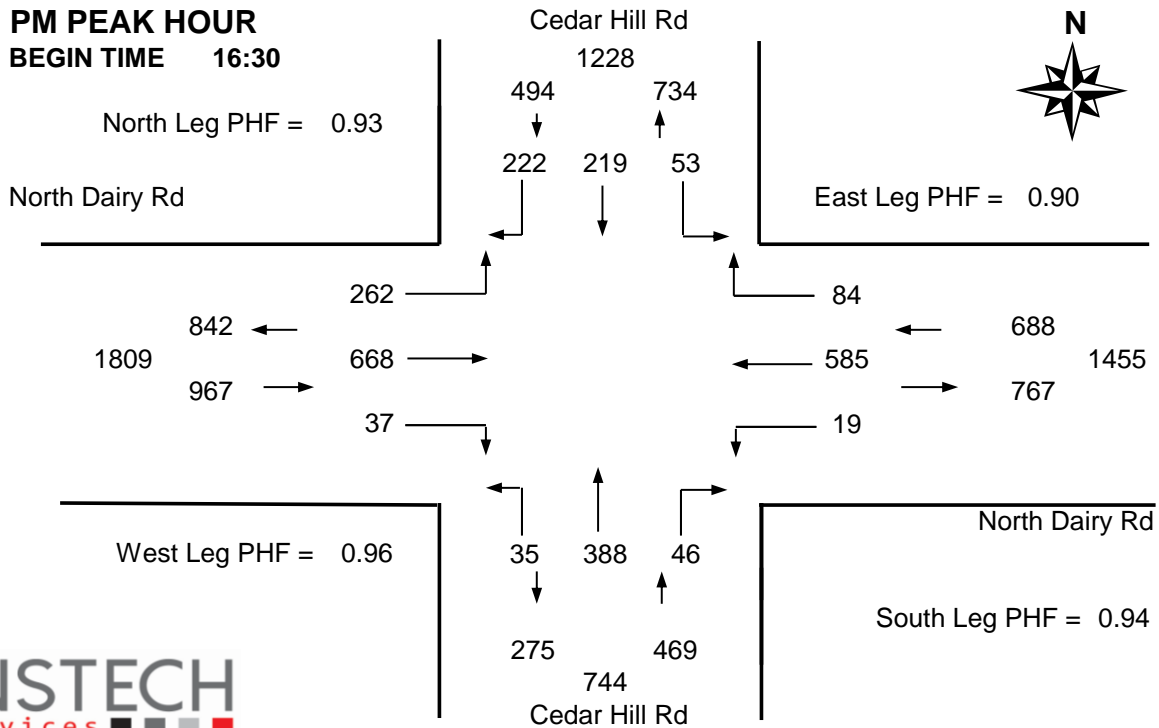 PM PEAK HOUR
BEGIN TIME 16:30
Cedar Hill Rd
N
1228
494 734
North Leg PHF = 0.93
222 219 53
North Dairy Rd
East Leg PHF = 0.90
262 84
842 688
1809 668 585 1455
967 767
37 19
North Dairy Rd
West Leg PHF = 0.96
35 388 46
South Leg PHF = 0.94
275 469
744
Cedar Hill Rd